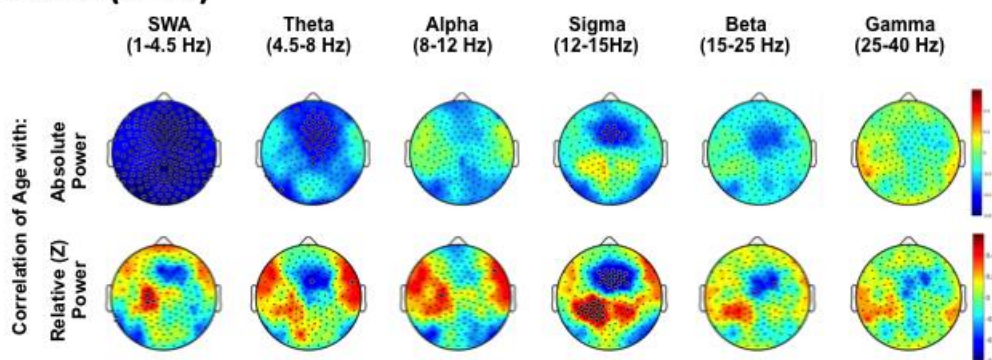 SWA
(1-4.5 Hz)
Theta
(4.5-8 Hz)
Alpha
(8-12 Hz)
Sigma
(12-15Hz)
Beta
(15-25 Hz)
Gamma
(25-40 Hz)
Correlation of Age with:
Absolute
Power
Relative (Z)
Power